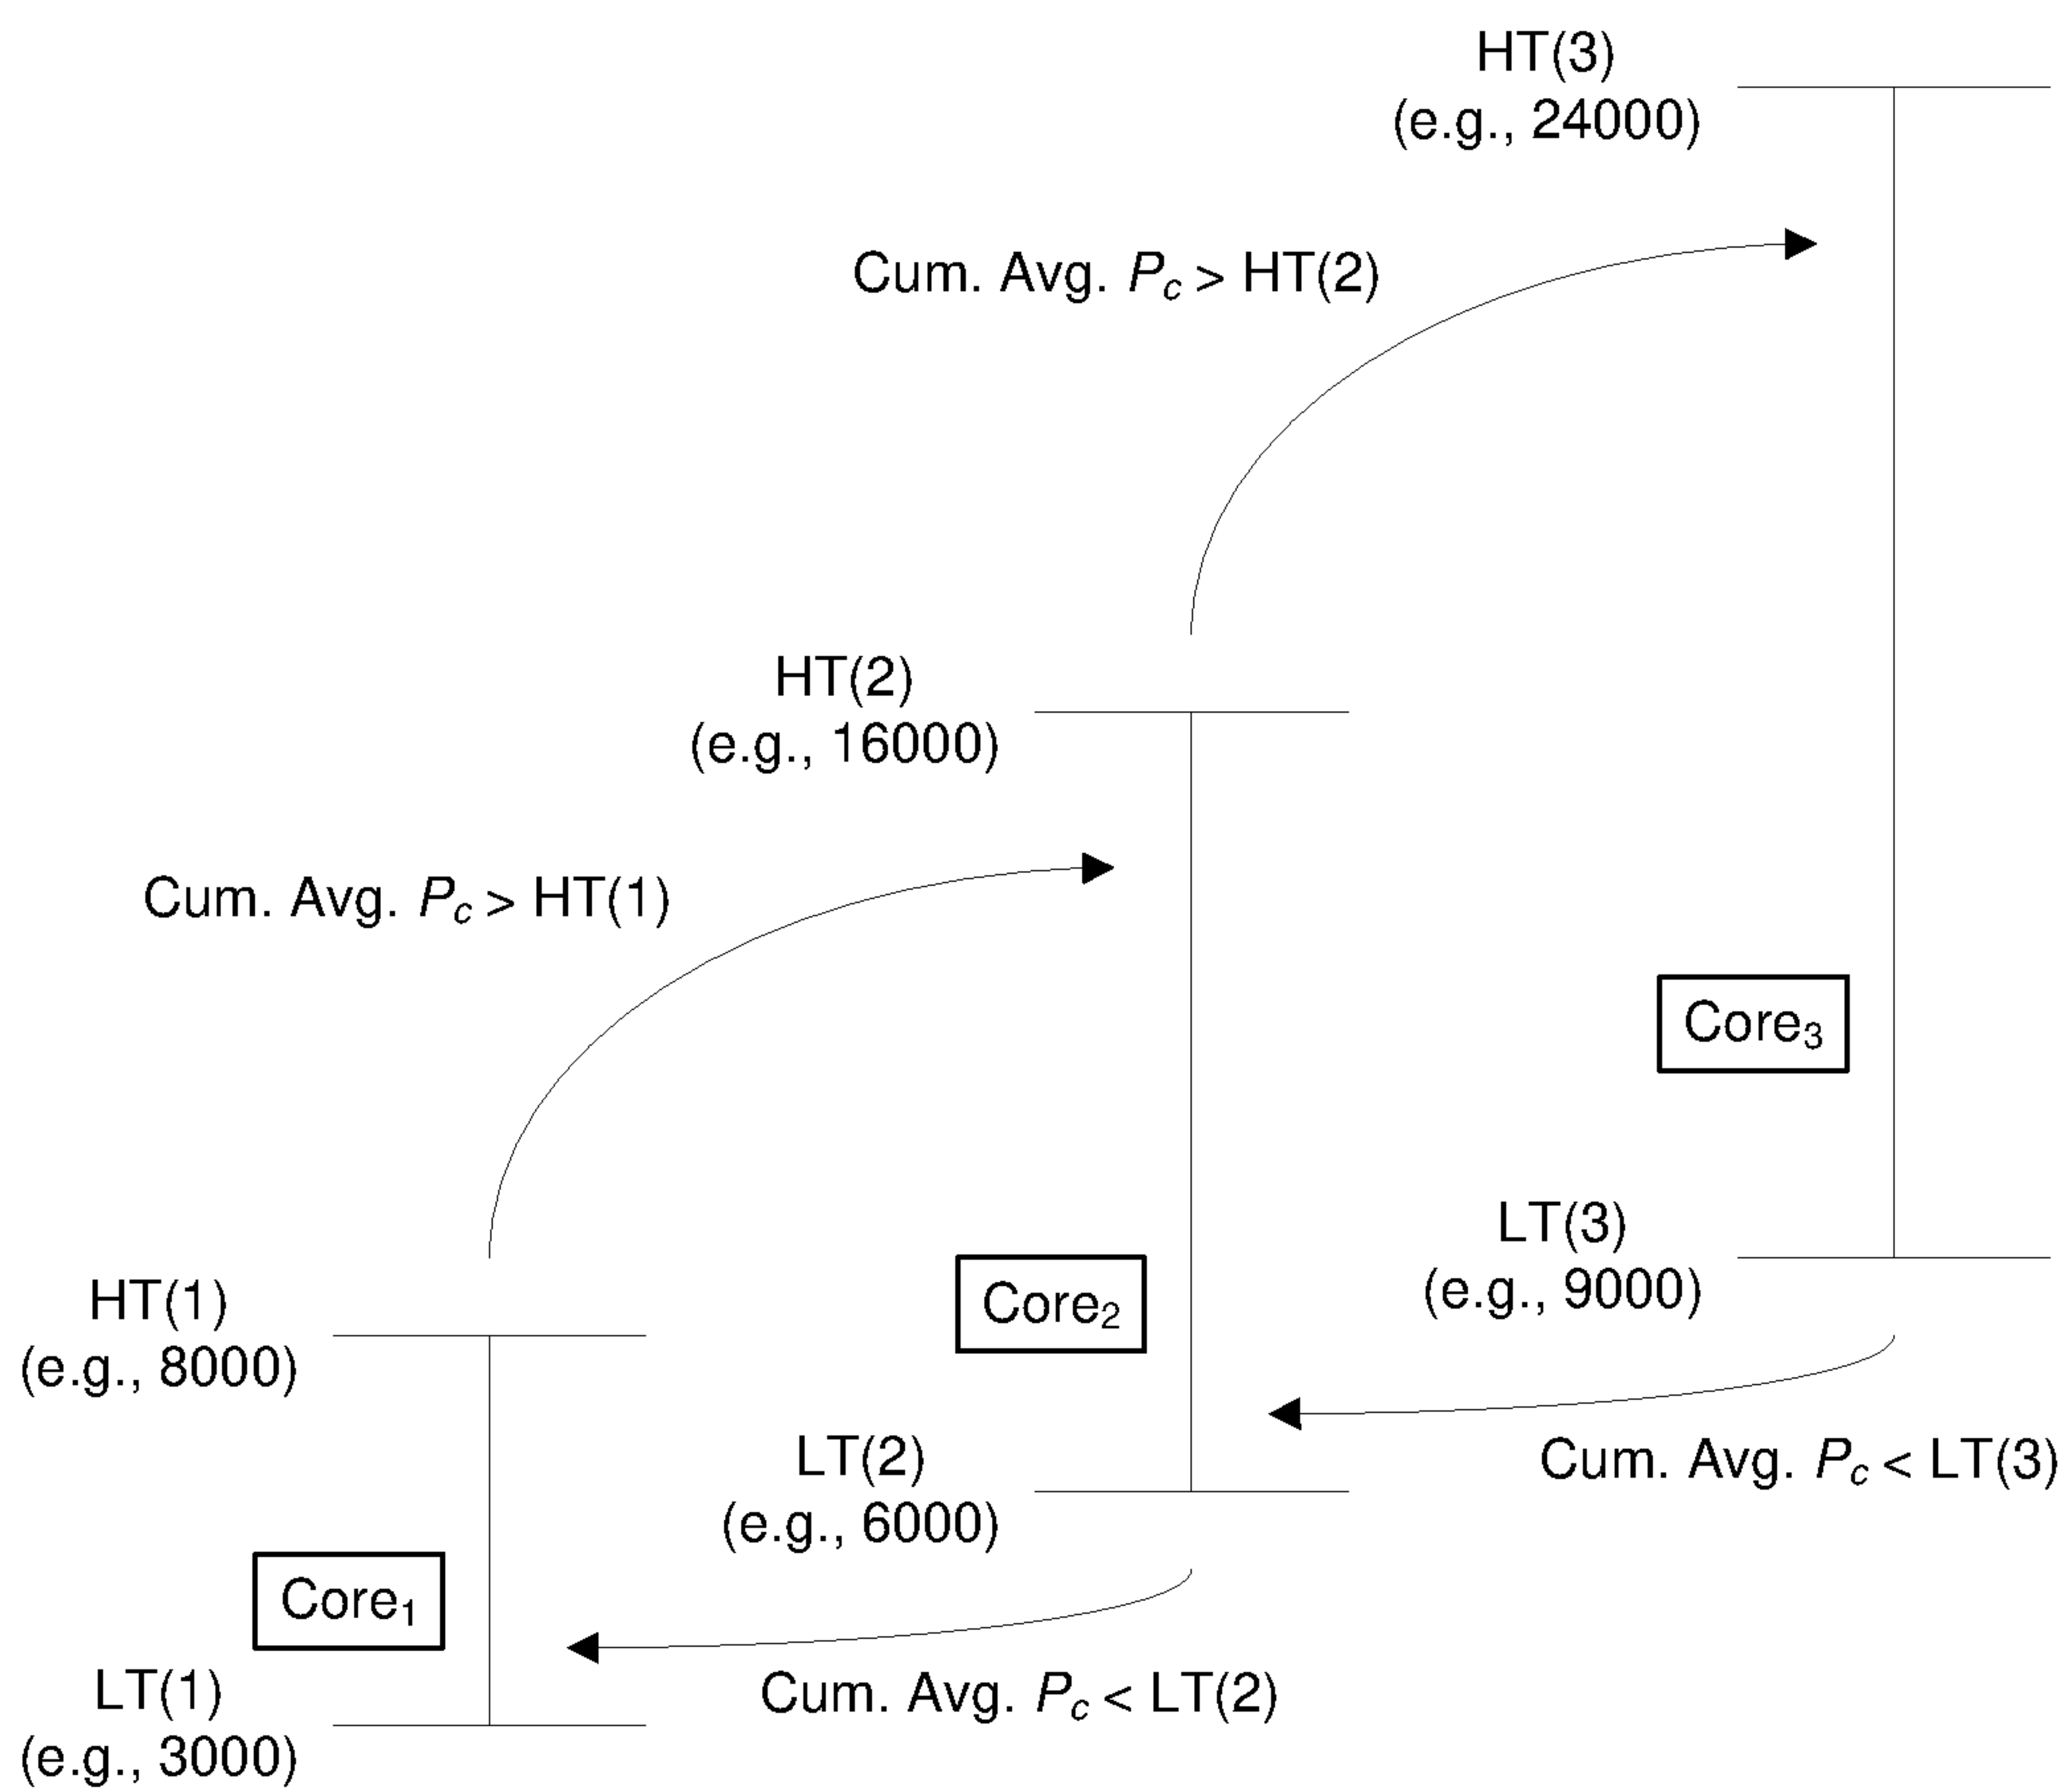 HT(3)
(e.g., 24000)
Cum. Avg. Pc > HT(2)
HT(2)
(e.g., 16000)
Cum. Avg. Pc > HT(1)
Core3
LT(3)
(e.g., 9000)
Core2
HT(1)
(e.g., 8000)
Cum. Avg. Pc < LT(3)
LT(2)
(e.g., 6000)
Core1
Cum. Avg. Pc < LT(2)
LT(1)
(e.g., 3000)